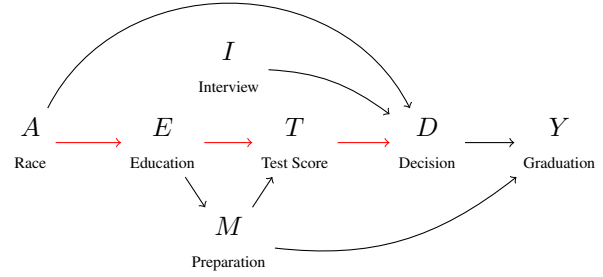 I
Interview
A E T D Y
Race Education Test Score Decision Graduation
M
Preparation